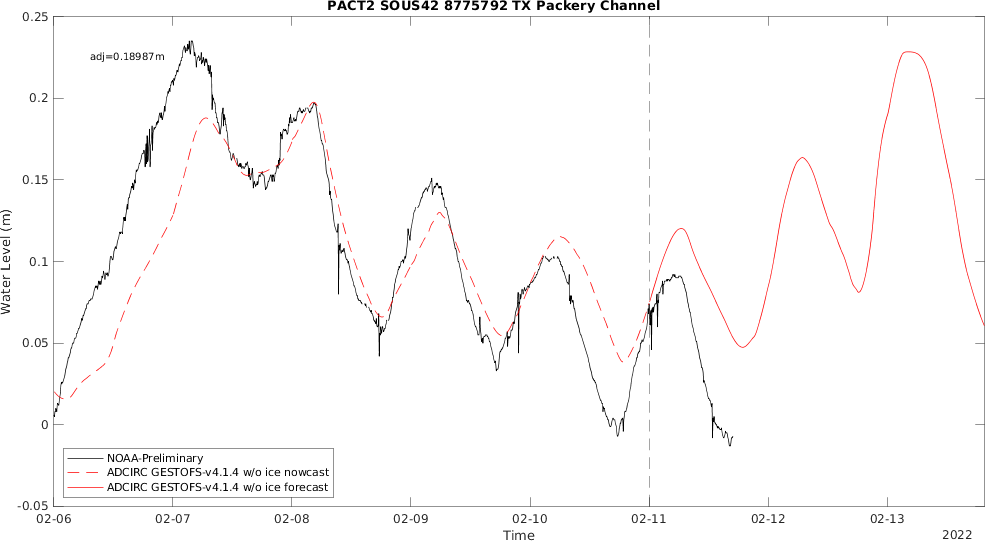 PACT2 SOUS42 8775792 TX Packery Channel
0.25
adj=0.18987m
0.2
0.15
0.1
0.05
0
-0.05
Water Level (m)
NOAA-Preliminary
ADCIRC GESTOFS-v4.1.4 w/o ice nowcast
ADCIRC GESTOFS-v4.1.4 w/o ice forecast
02-06 02-07 02-08 02-09 02-10 02-11 02-12 02-13
Time
2022